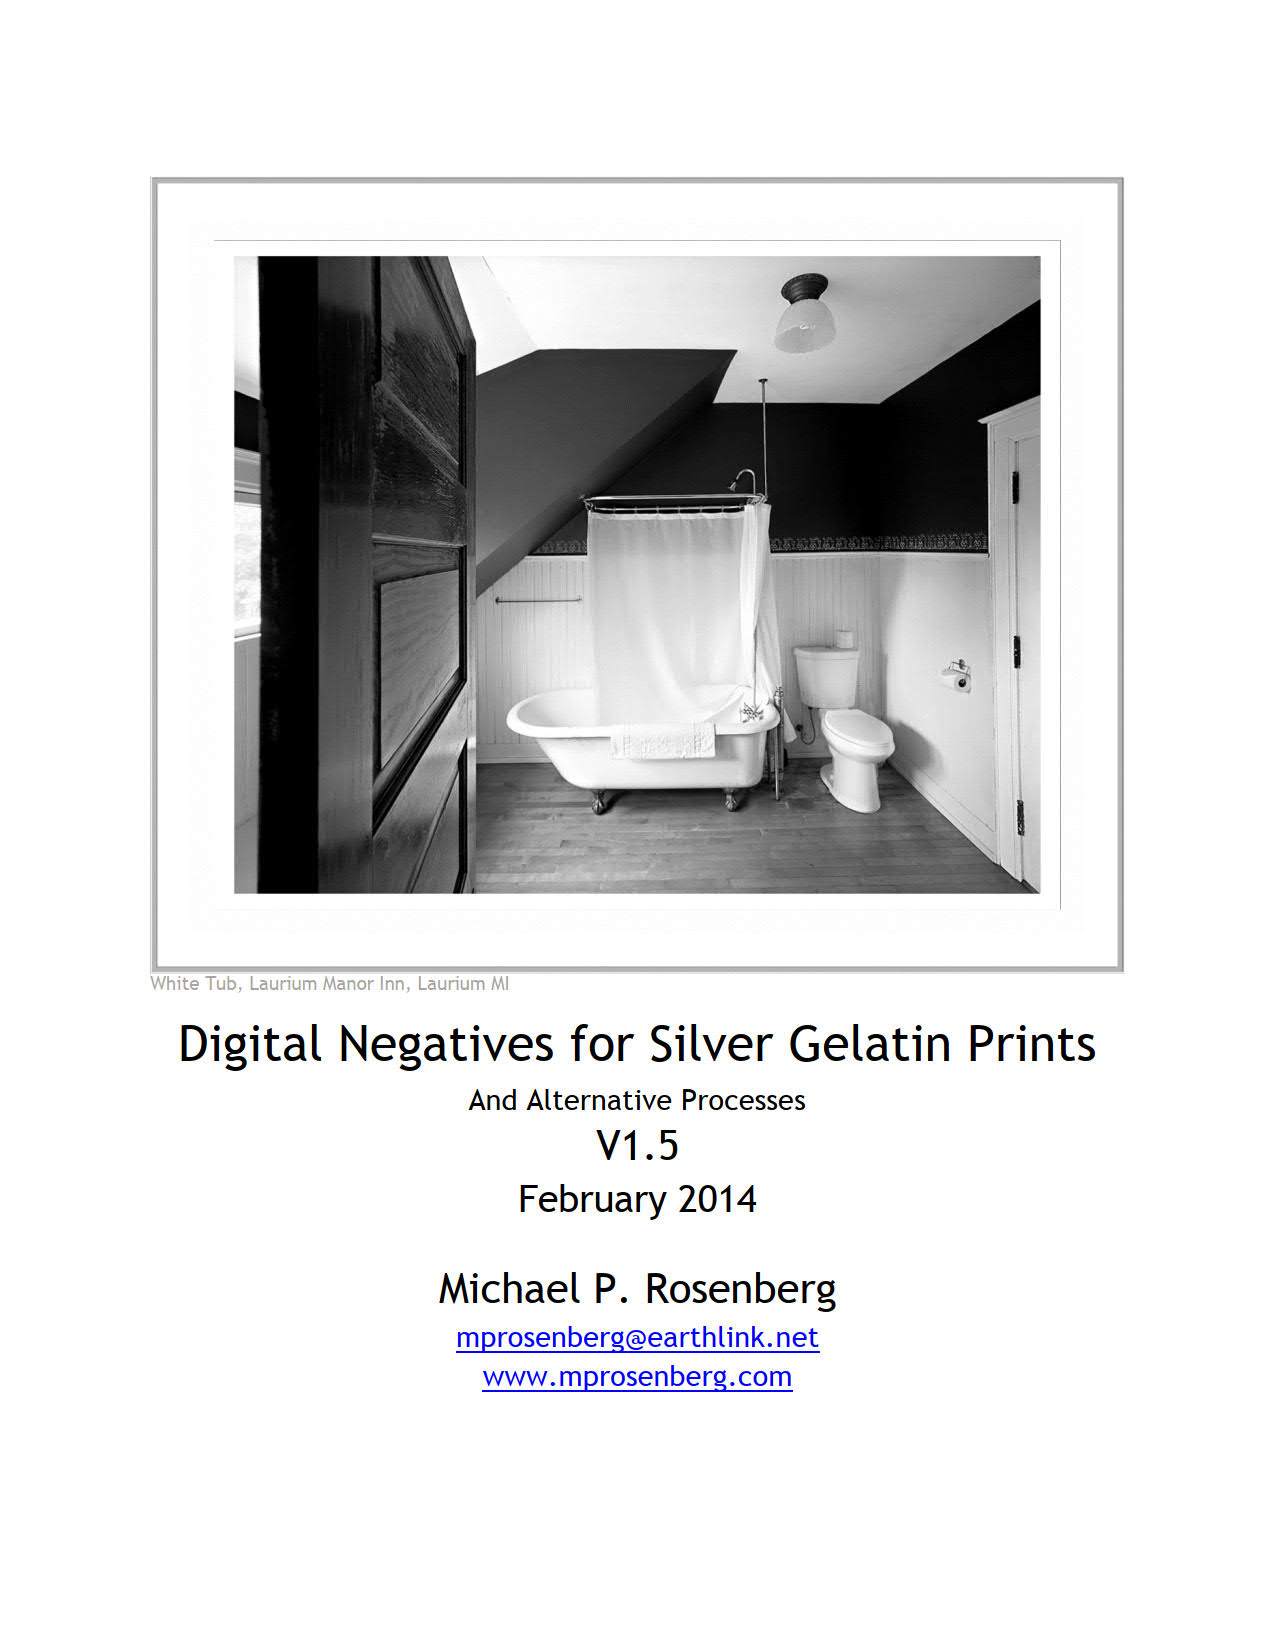 White Tub, Laurium Manor Inn, Laurium MI
Digital Negatives for Silver Gelatin Prints
And Alternative Processes
V1.5
February 2014
Michael P. Rosenberg
mprosenberg@earthlink.net
www.mprosenberg.com